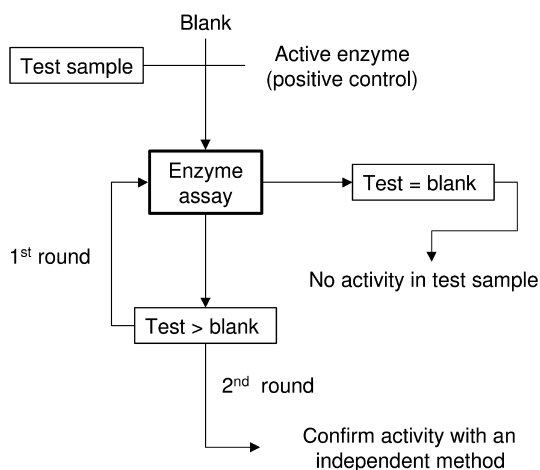 Blank
Test sample
Active enzyme
(positive control)
Enzyme
assay
Test = blank
1st round
No activity in test sample
Test > blank
2nd round
Confirm activity with an
independent method